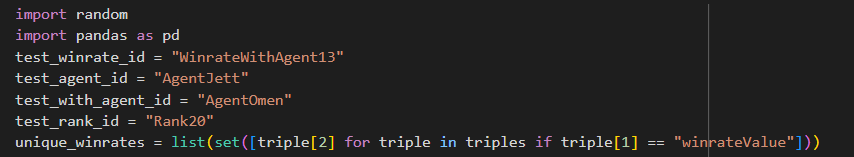 import random
import pandas as pd
test_winrate_id = "WinrateWithAgent13"
test_agent_id = "AgentJett"
test_with_agent_id = "AgentOmen"
test_rank_id = "Rank20"
unique_winrates = list(set([triple[2] for triple in triples if triple[1] == "winrateValue"]))